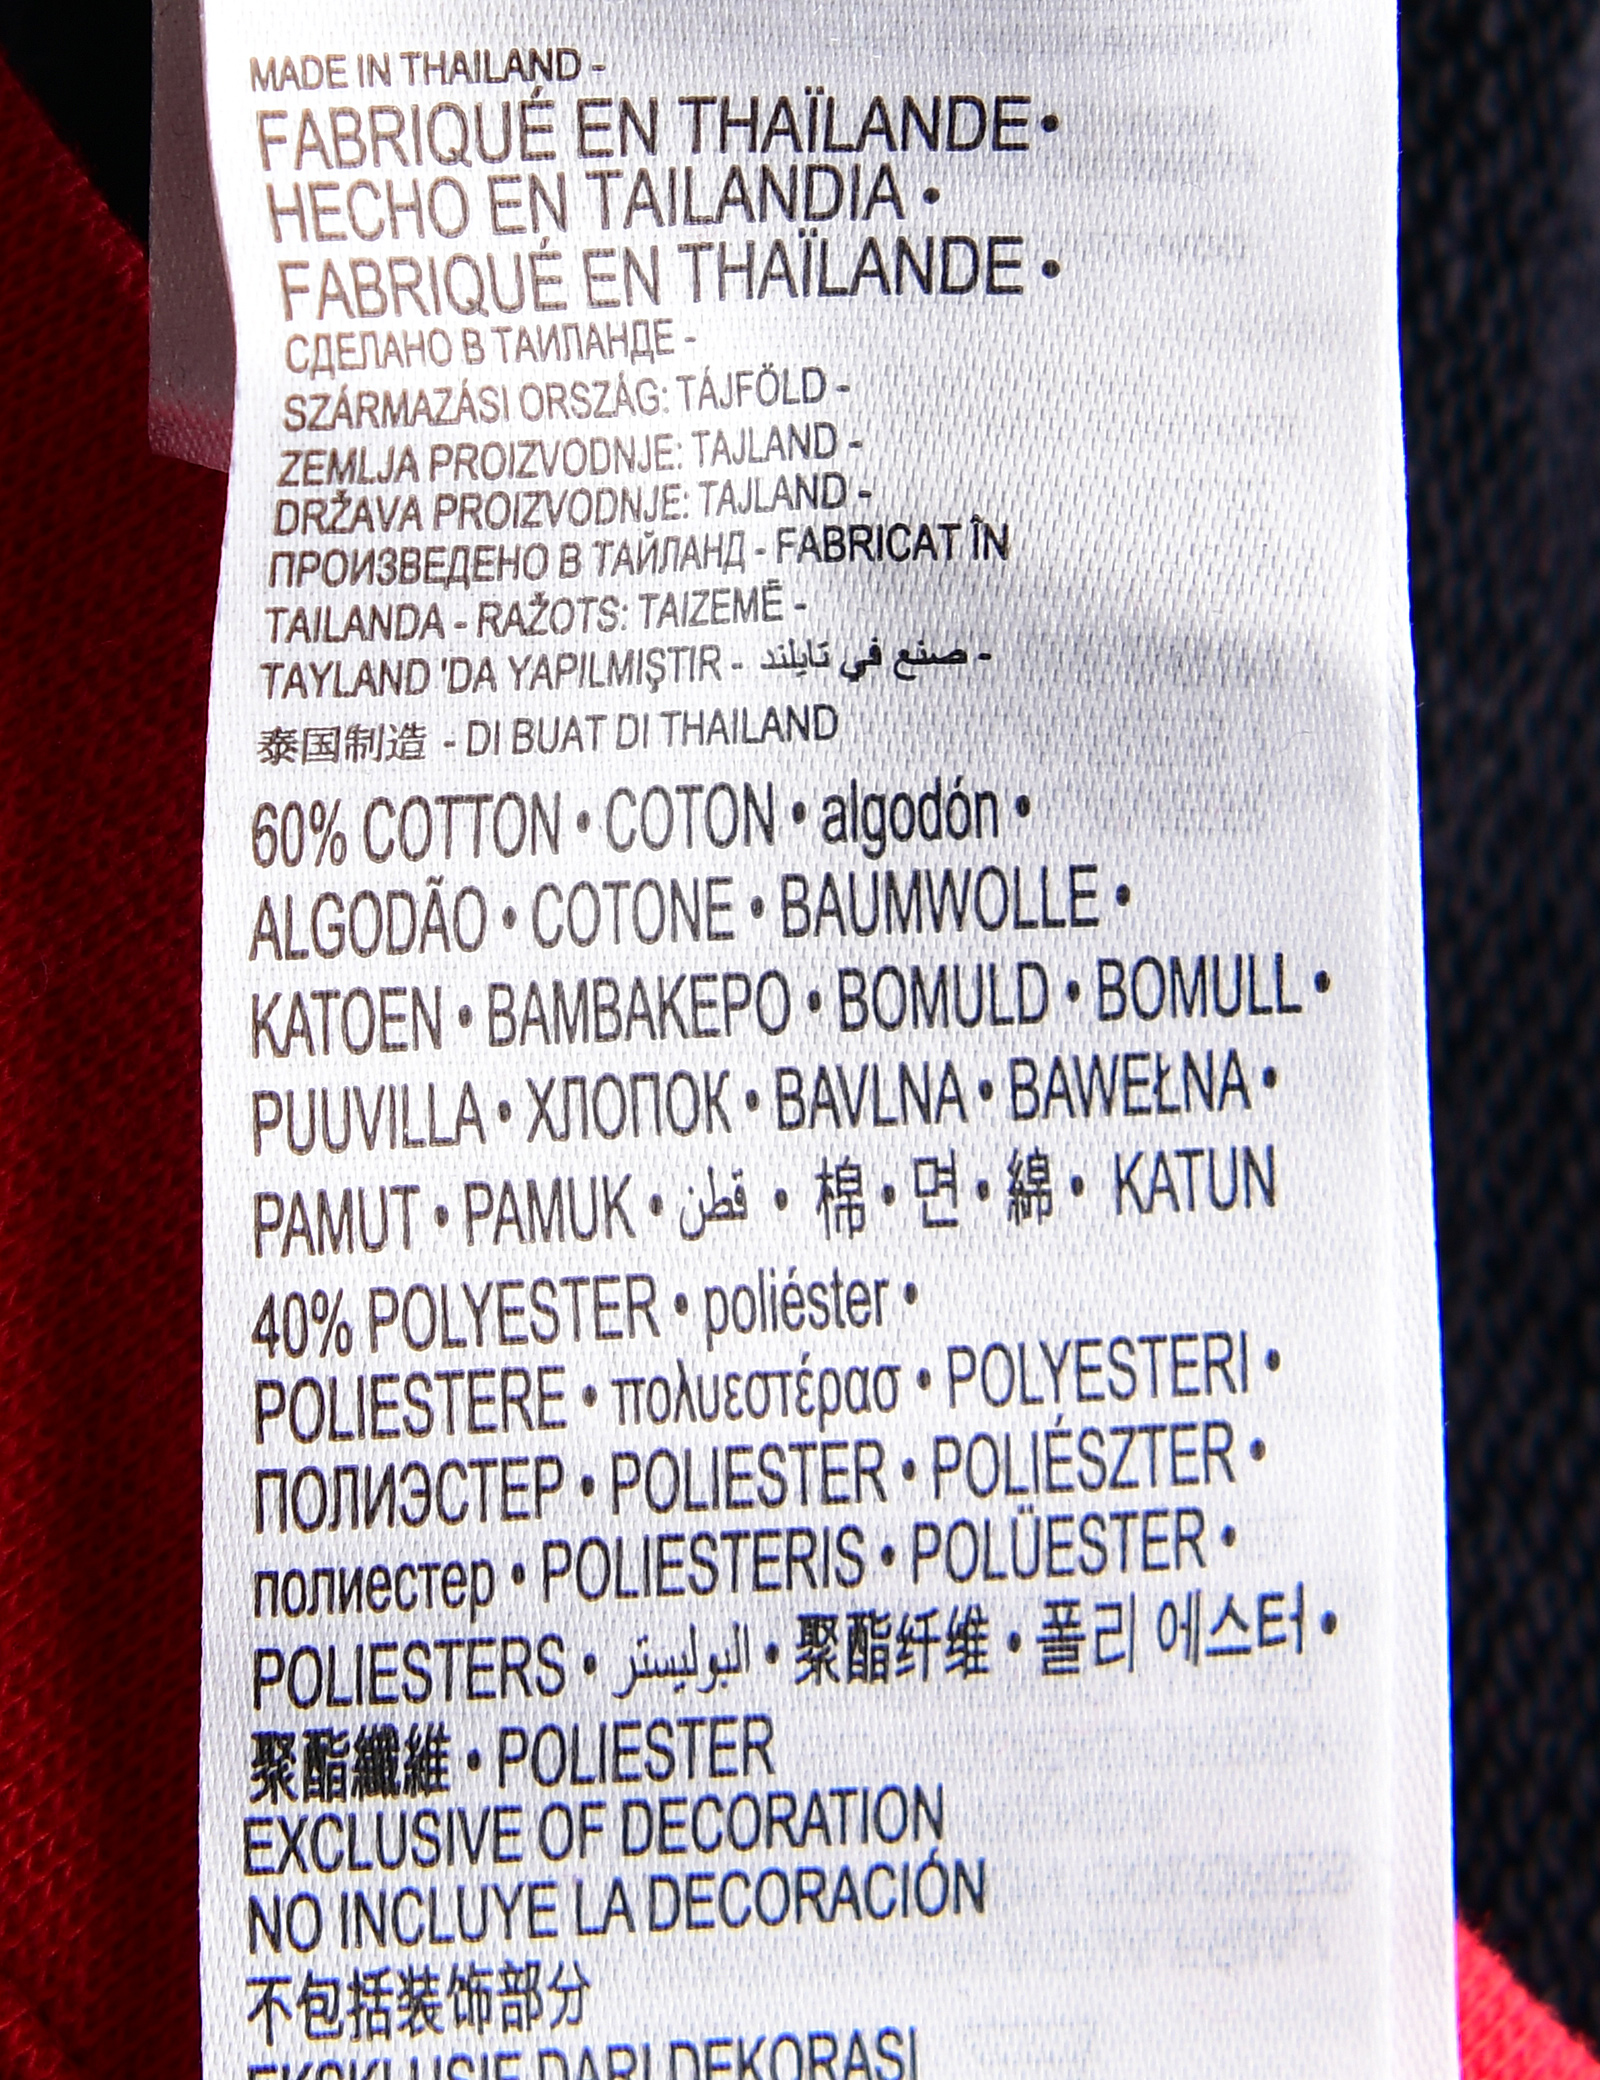 MADE IN THAILAND -
FABRIQUÉ EN THAÏLANDE•
HECHO EN TAILANDIA •
FABRIQUÉ EN THAÏLANDE •
СДЕЛАНО В ТАИЛАНДЕ -
SZÁRMAZÁSI ORSZÁG: TÁJFÖLD -
ZEMLJA PROIZVODNJE: TAJLAND -
DRŽAVA PROIZVODNJE: TAJLAND -
ПРОИЗВЕДЕНО В ТАЙЛАНД - FABRICAT ÎN
TAILANDA - RAŽOTS: TAIZEMĒ -
TAYLAND 'DA YAPILMIŞTIR - صنع في تايلند -
泰国制造 - DI BUAT DI THAILAND
60% COTTON • COTON • algodón •
ALGODÃO • COTONE • BAUMWOLLE •
KATOEN • BAMBAKEPO • BOMULD • BOMULL •
PUUVILLA • ХЛОПОК • BAVLNA • BAWEŁNA •
PAMUT • PAMUK • قطن • 棉 • 면 • 綿 • KATUN
40% POLYESTER • poliéster •
POLIESTERE • πολυεστέρασ • POLYESTERI •
ПОЛИЭСТЕР • POLIESTER • POLIÉSZTER •
полиестер • POLIESTERIS • POLÜESTER •
POLIESTERS • البوليستر • 聚酯纤维 • 폴리 에스터 •
聚酯纖維 • POLIESTER
EXCLUSIVE OF DECORATION
NO INCLUYE LA DECORACIÓN
不包括装饰部分
EKSKLUSIF DARI DEKORASI